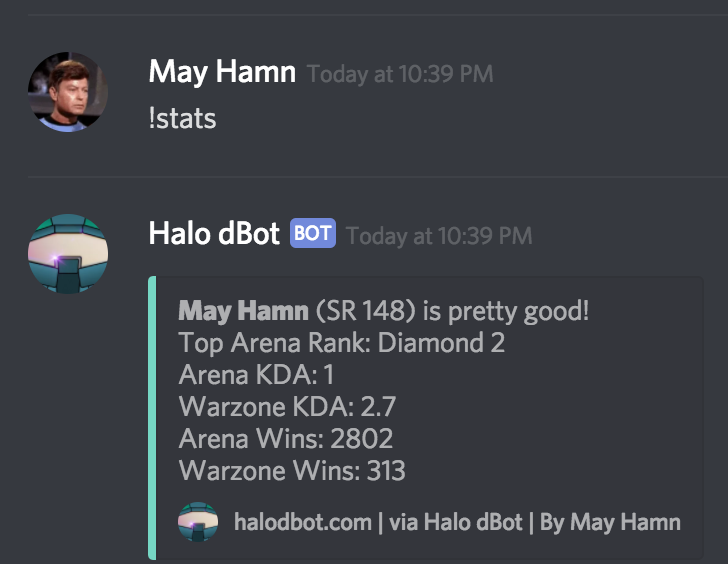 May Hamn Today at 10:39 PM
!stats
Halo dBot BOT Today at 10:39 PM
May Hamn (SR 148) is pretty good!
Top Arena Rank: Diamond 2
Arena KDA: 1
Warzone KDA: 2.7
Arena Wins: 2802
Warzone Wins: 313
halodbot.com | via Halo dBot | By May Hamn